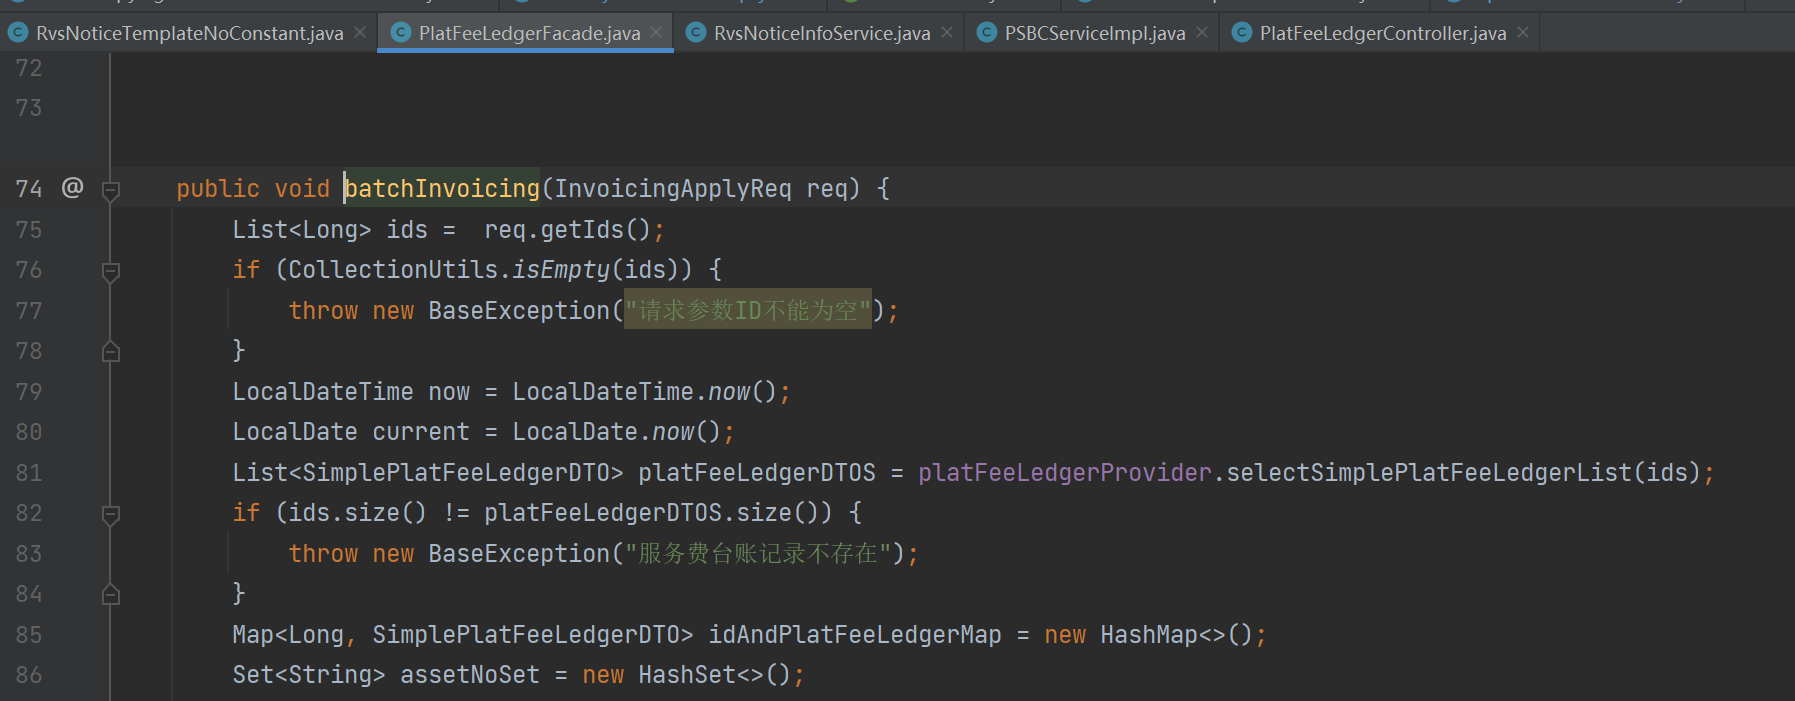 RvsNoticeTemplateNoConstant.java PlatFeeLedgerFacade.java RvsNoticeInfoService.java PSBCServiceImpl.java PlatFeeLedgerController.java
72
73
74 @ public void batchInvoicing(InvoicingApplyReq req) {
75 List<Long> ids =  req.getIds();
76 if (CollectionUtils.isEmpty(ids)) {
77 throw new BaseException("请求参数ID不能为空");
78 }
79 LocalDateTime now = LocalDateTime.now();
80 LocalDate current = LocalDate.now();
81 List<SimplePlatFeeLedgerDTO> platFeeLedgerDTOS = platFeeLedgerProvider.selectSimplePlatFeeLedgerList(ids);
82 if (ids.size() != platFeeLedgerDTOS.size()) {
83 throw new BaseException("服务费台账记录不存在");
84 }
85 Map<Long, SimplePlatFeeLedgerDTO> idAndPlatFeeLedgerMap = new HashMap<>();
86 Set<String> assetNoSet = new HashSet<>();